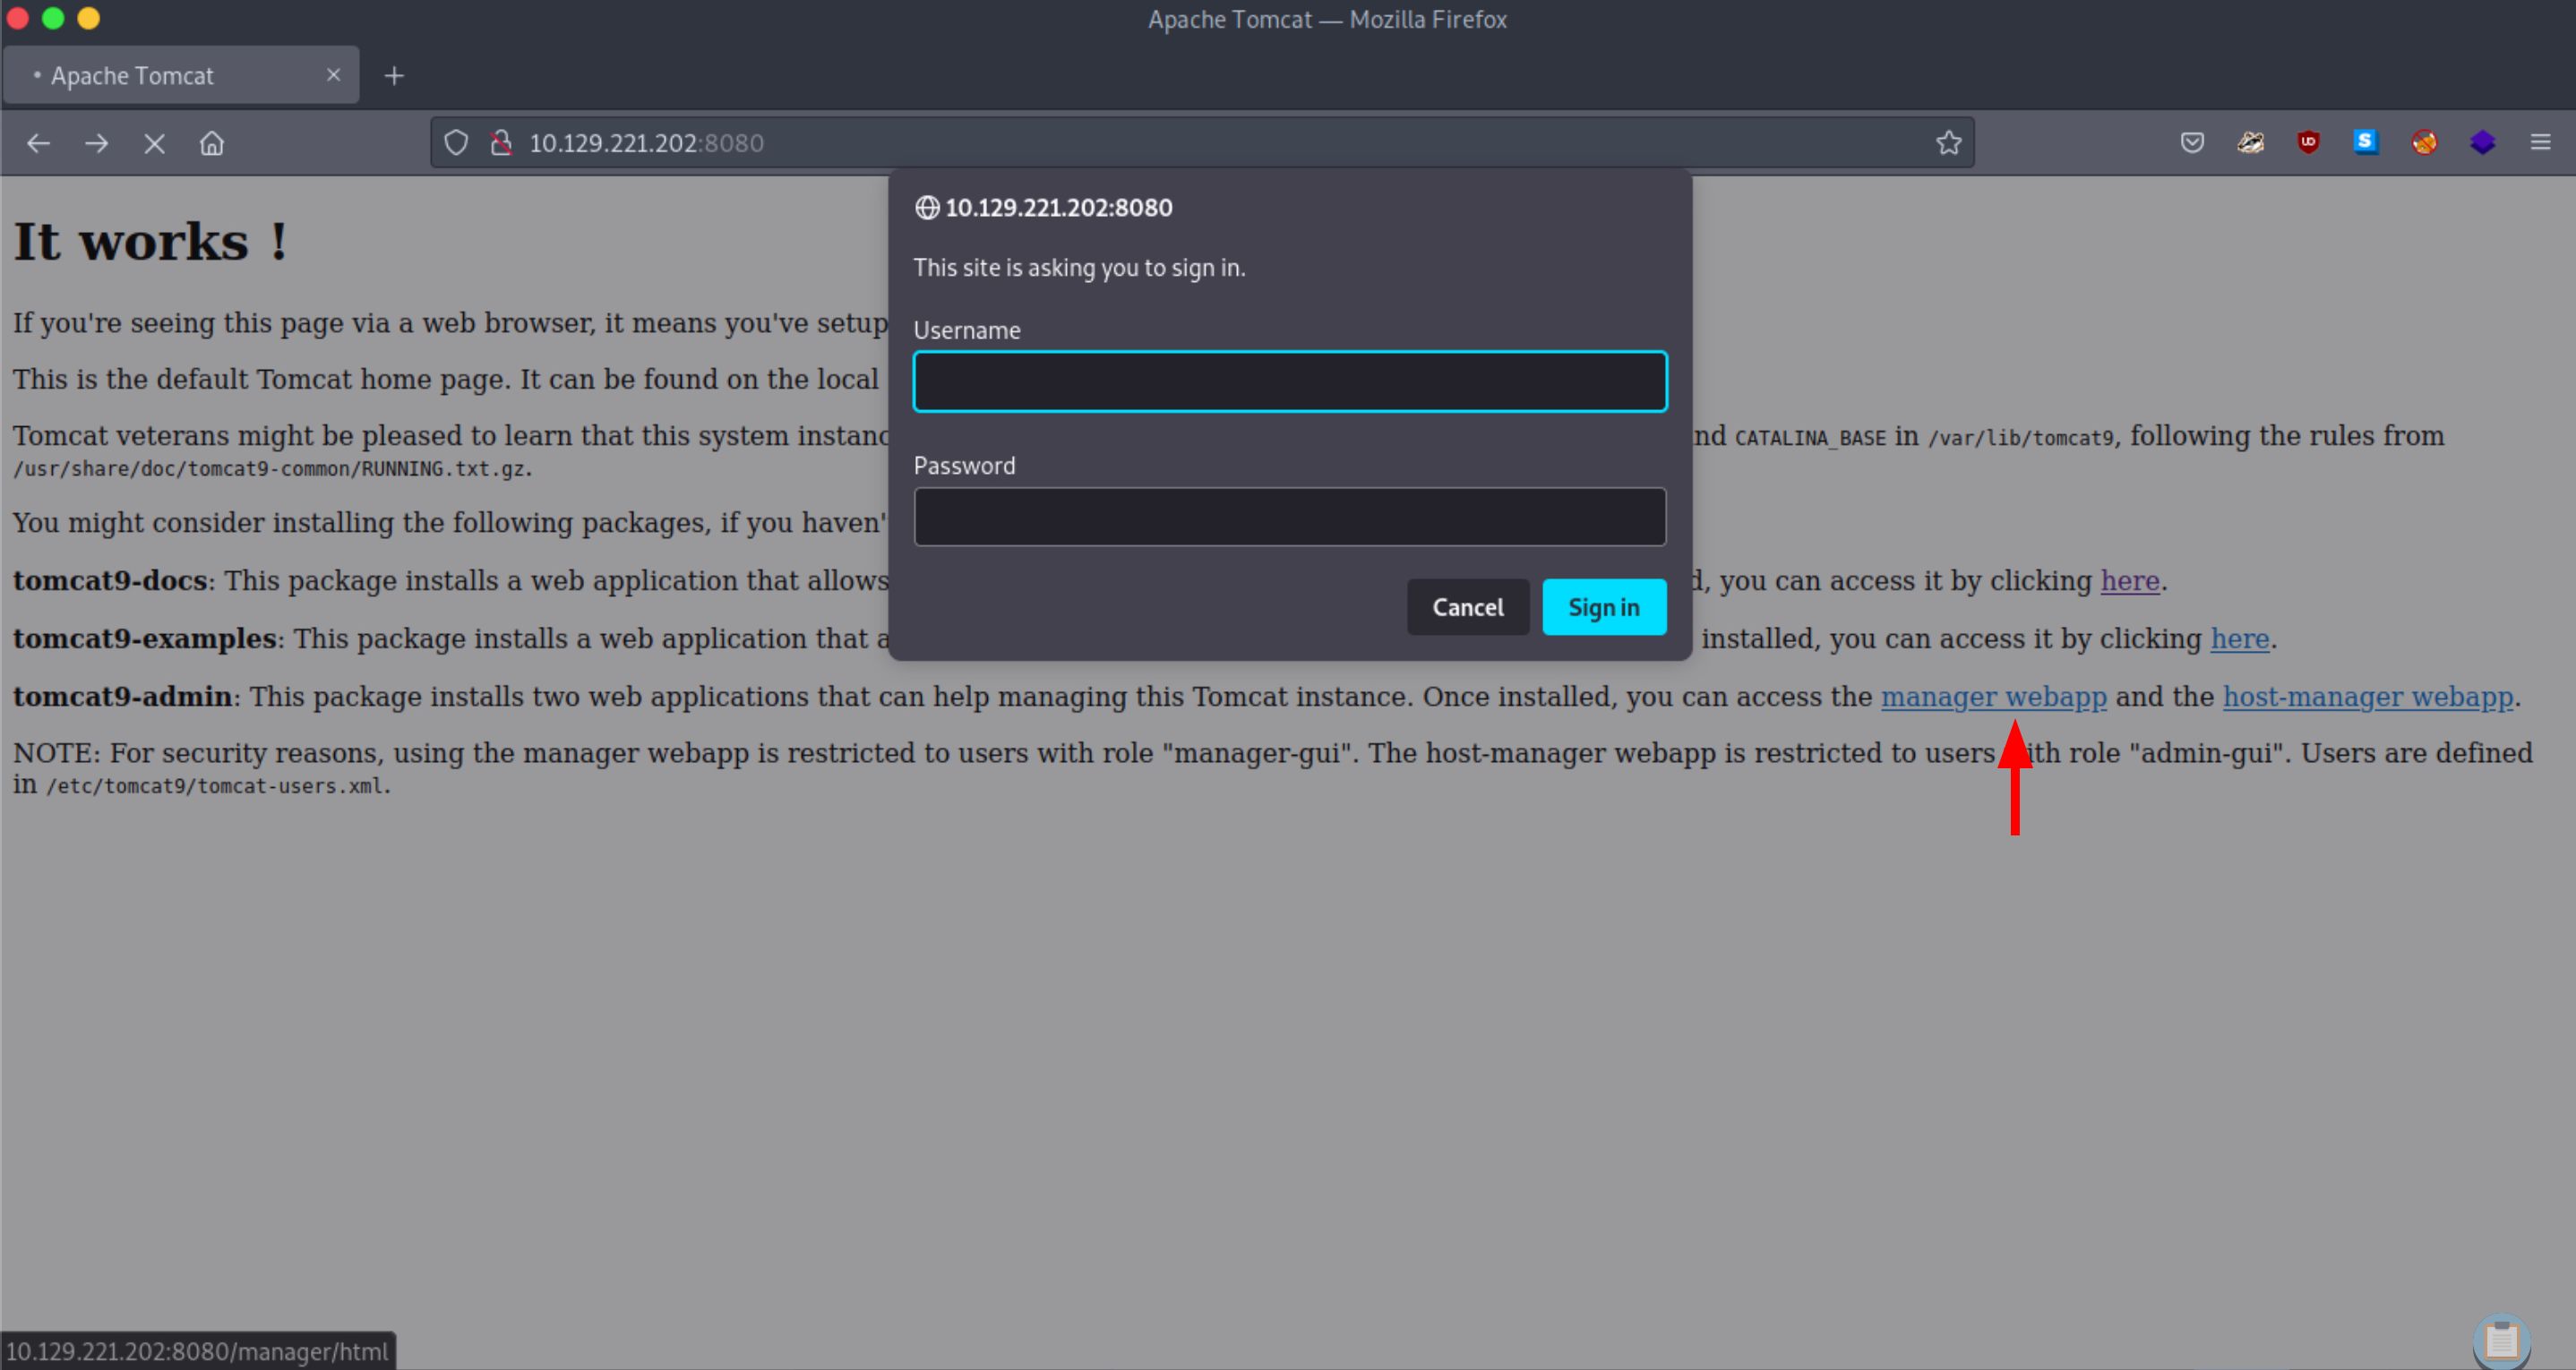 Apache Tomcat — Mozilla Firefox
Apache Tomcat
10.129.221.202:8080
10.129.221.202:8080
This site is asking you to sign in.
Username
Password
Cancel
Sign in
It works !
If you're seeing this page via a web browser, it means you've setup
This is the default Tomcat home page. It can be found on the local
Tomcat veterans might be pleased to learn that this system instanc nd CATALINA_BASE in /var/lib/tomcat9, following the rules from
/usr/share/doc/tomcat9-common/RUNNING.txt.gz.
You might consider installing the following packages, if you haven'
tomcat9-docs: This package installs a web application that allows d, you can access it by clicking here.
tomcat9-examples: This package installs a web application that a installed, you can access it by clicking here.
tomcat9-admin: This package installs two web applications that can help managing this Tomcat instance. Once installed, you can access the manager webapp and the host-manager webapp.
NOTE: For security reasons, using the manager webapp is restricted to users with role "manager-gui". The host-manager webapp is restricted to users with role "admin-gui". Users are defined
in /etc/tomcat9/tomcat-users.xml.
10.129.221.202:8080/manager/html